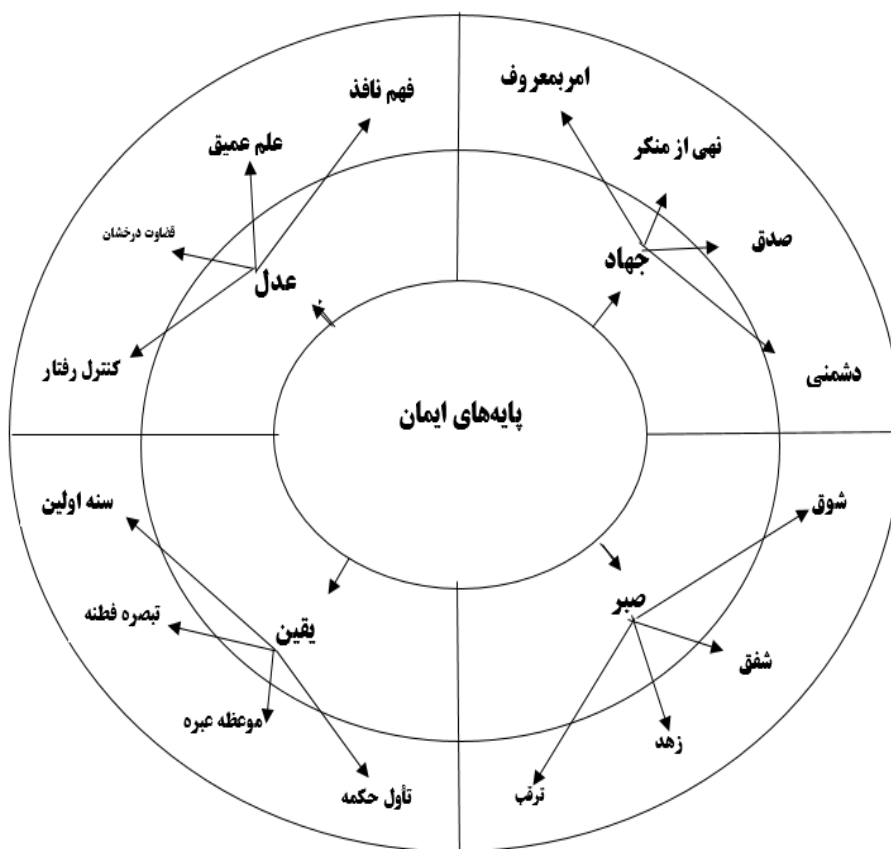 امربمعروف
نهی از منکر
صدق
دشمنی
جهاد
فهم نافذ
علم عمیق
قضاوت درخشان
کنترل رفتار
عدل
پایه‌های ایمان
شوق
شفق
زهد
ترقب
صبر
سنه اولین
تبصره فطنه
موعظه عبره
تأول حکمه
یقین